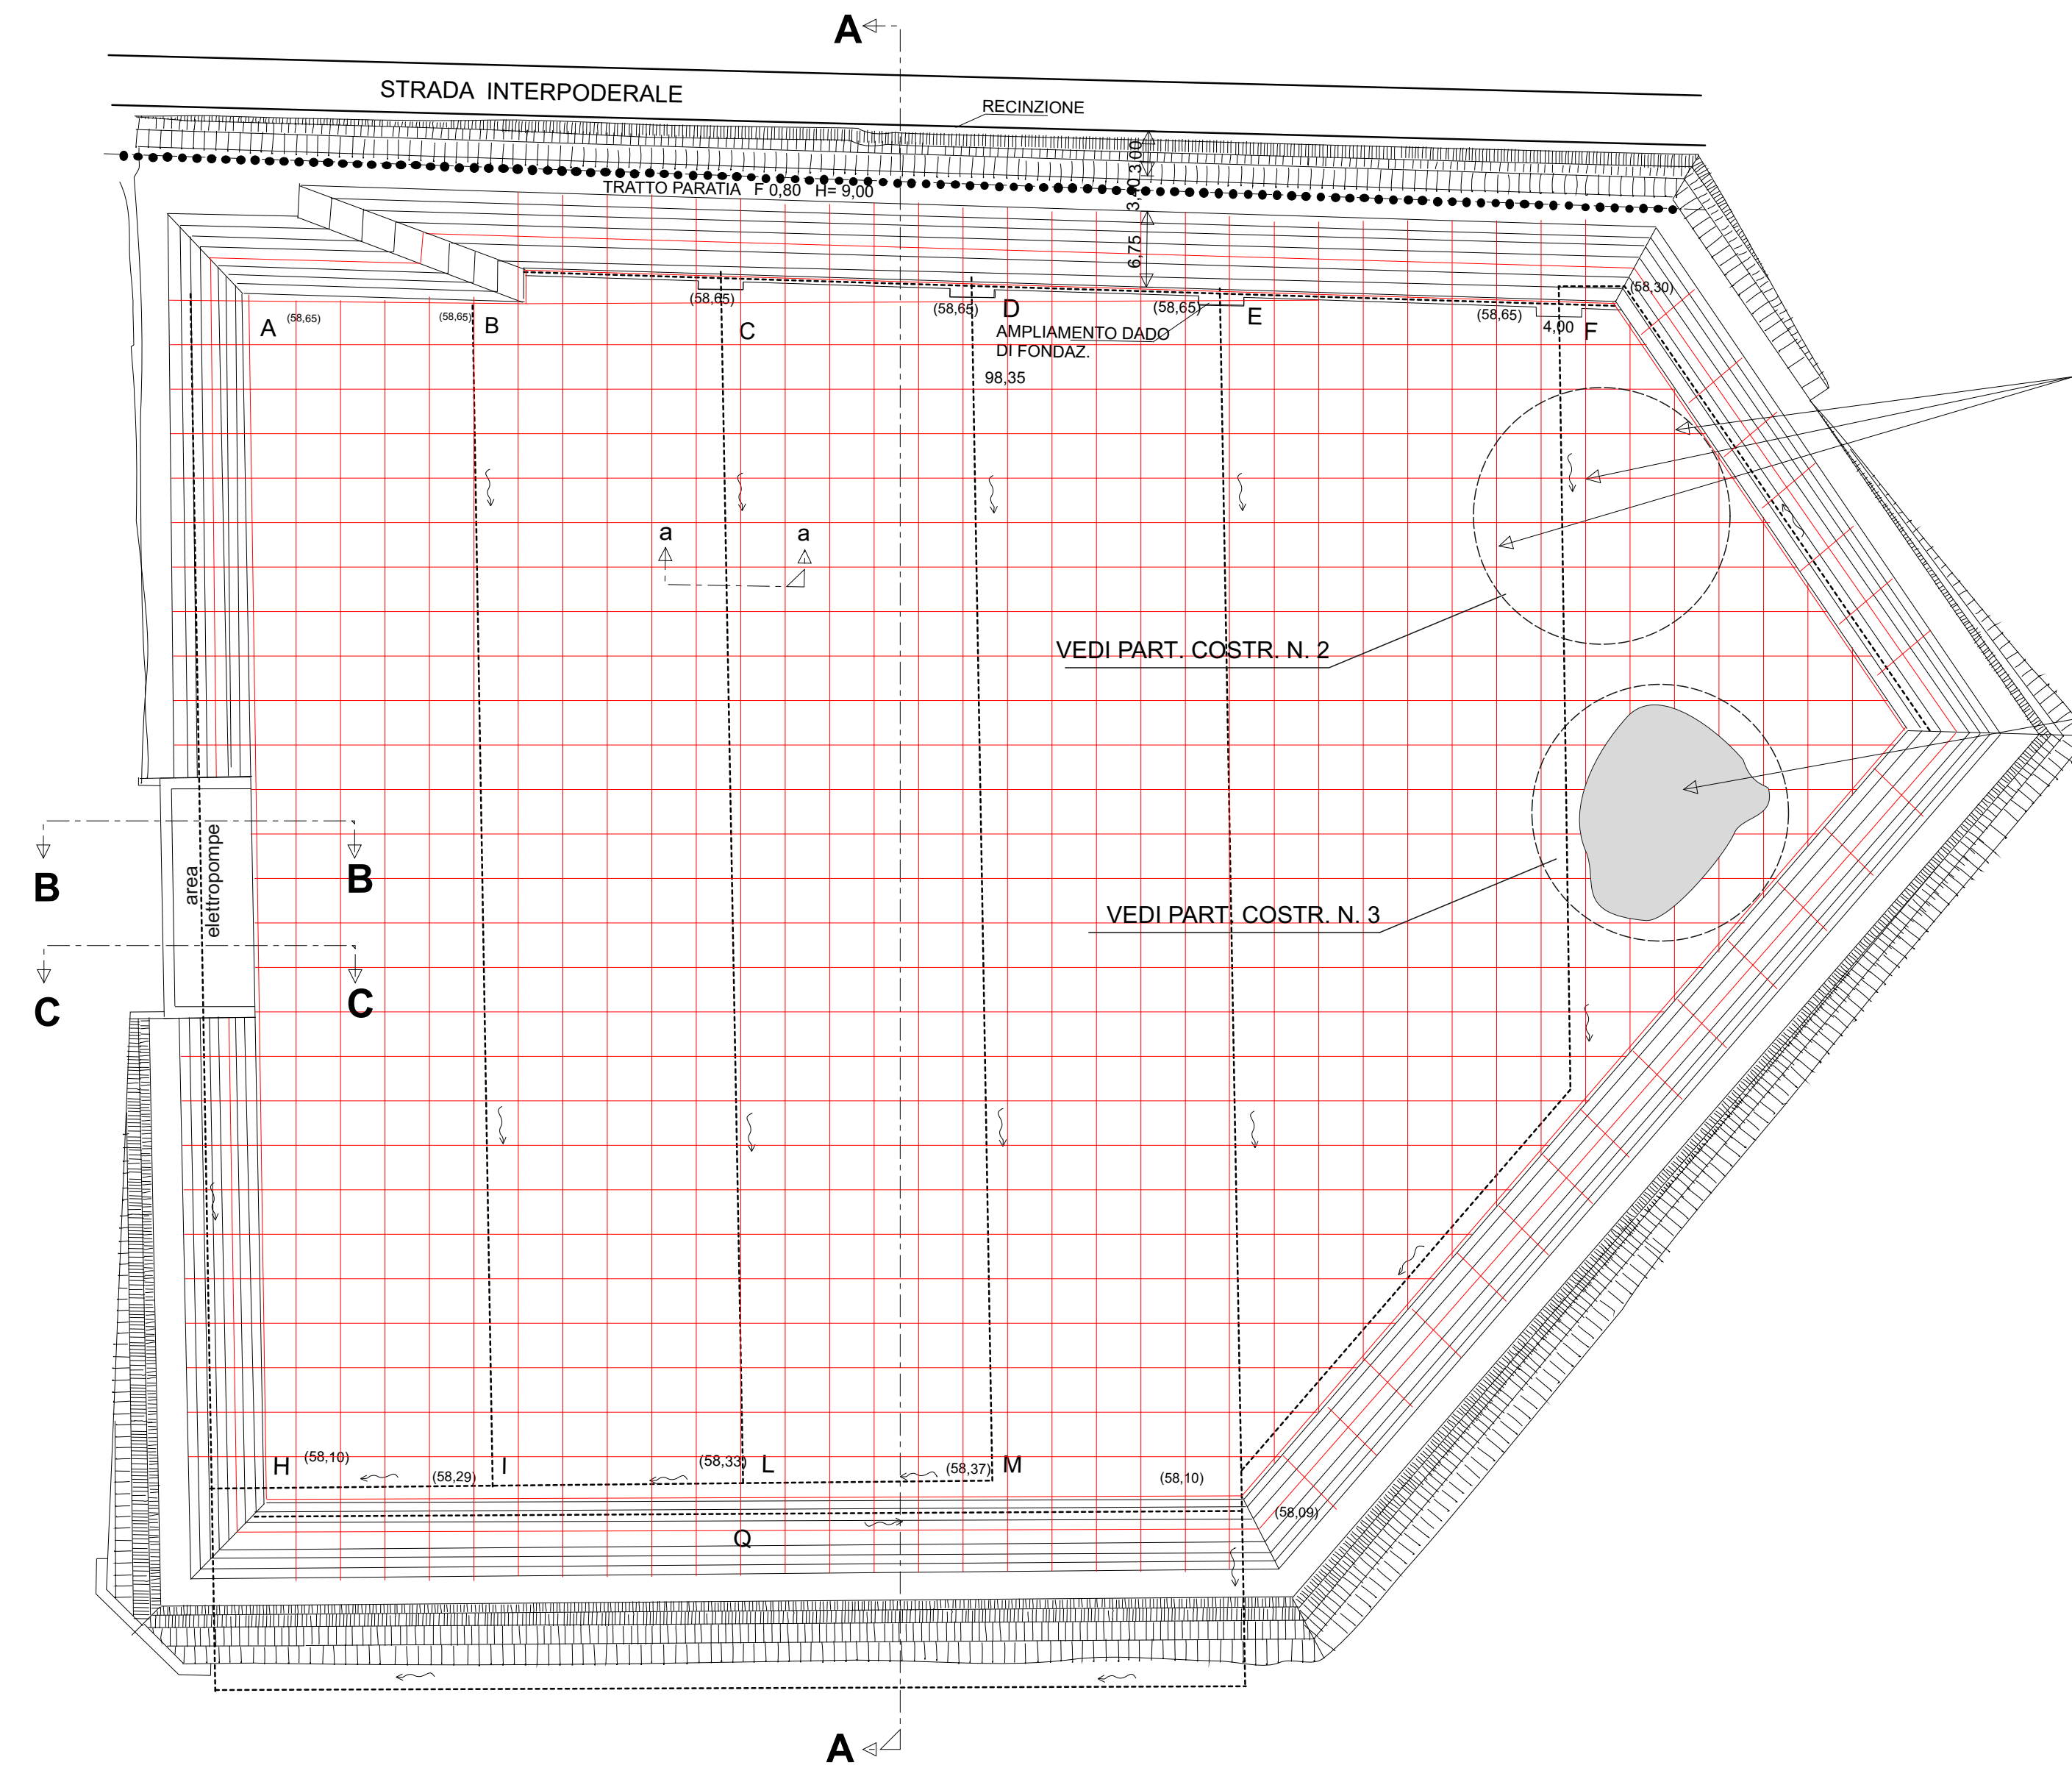 A
STRADA INTERPODERALE
RECINZIONE
3,00
3,40
TRATTO PARATIA F 0,80 H= 9,00
6,75
A (58,65)
(58,65) B
(58,65)
C
(58,65)
D
(58,65)
E
(58,65)
4,00
F
(58,30)
AMPLIAMENTO DADO
DI FONDAZ.
98,35
a a
VEDI PART. COSTR. N. 2
area
elettropompe
B B
VEDI PART. COSTR. N. 3
C C
H (58,10)
(58,29) I
(58,33) L
(58,37) M
(58,10)
(58,09)
Q
A